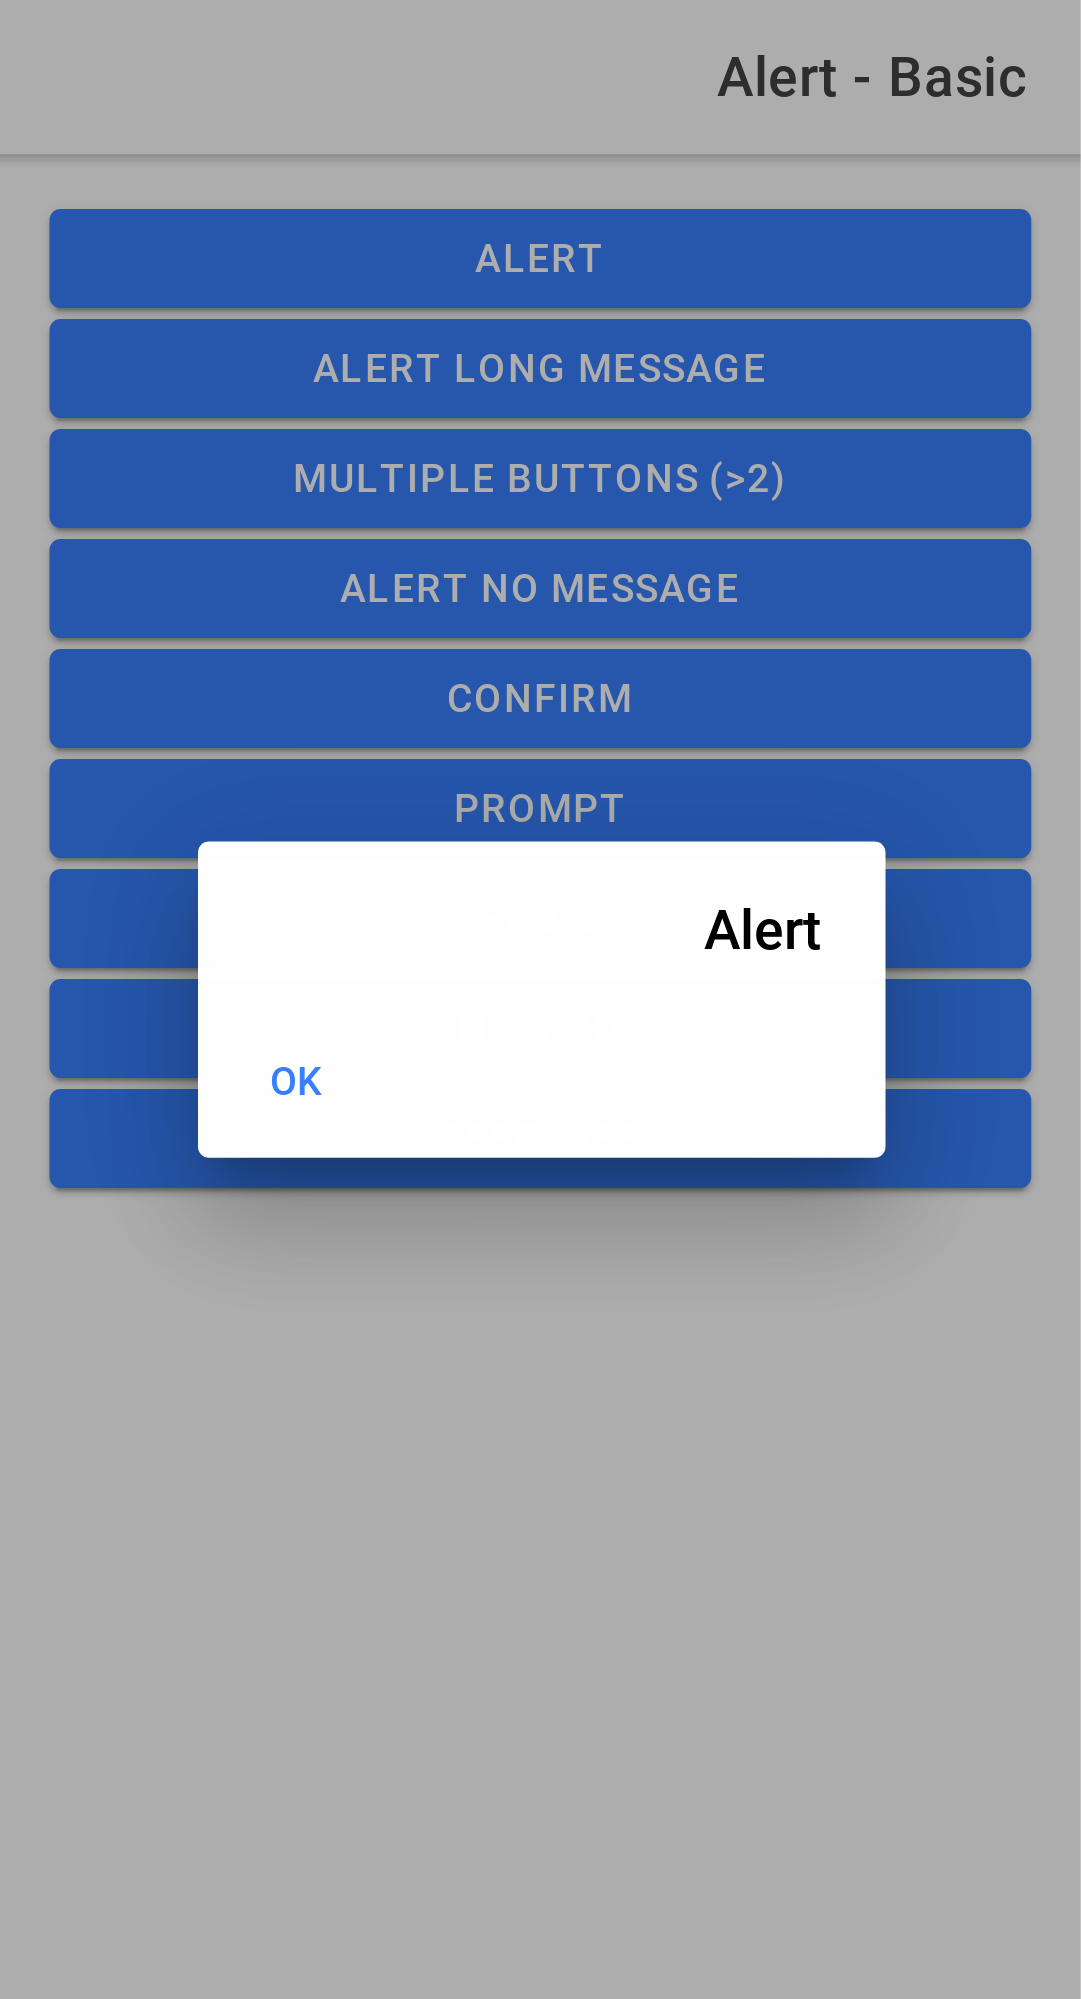 Alert - Basic
ALERT
ALERT LONG MESSAGE
MULTIPLE BUTTONS (>2)
ALERT NO MESSAGE
CONFIRM
PROMPT
Alert
OK